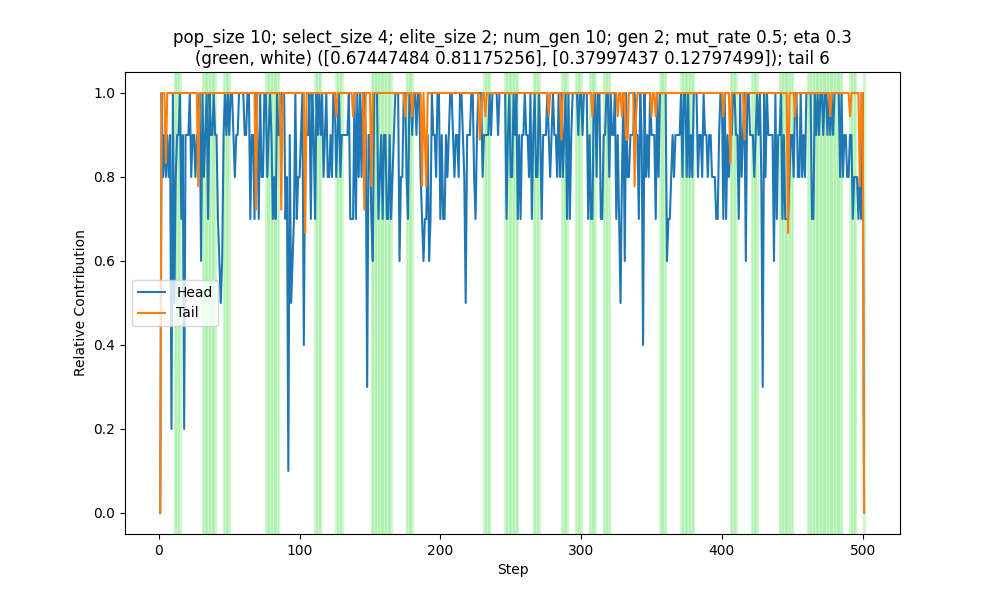 pop_size 10; select_size 4; elite_size 2; num_gen 10; gen 2; mut_rate 0.5; eta 0.3
(green, white) ([0.67447484 0.81175256], [0.37997437 0.12797499]); tail 6
1.0
0.8
0.6
0.4
0.2
0.0
Relative Contribution
Head
Tail
0
100
200
300
400
500
Step